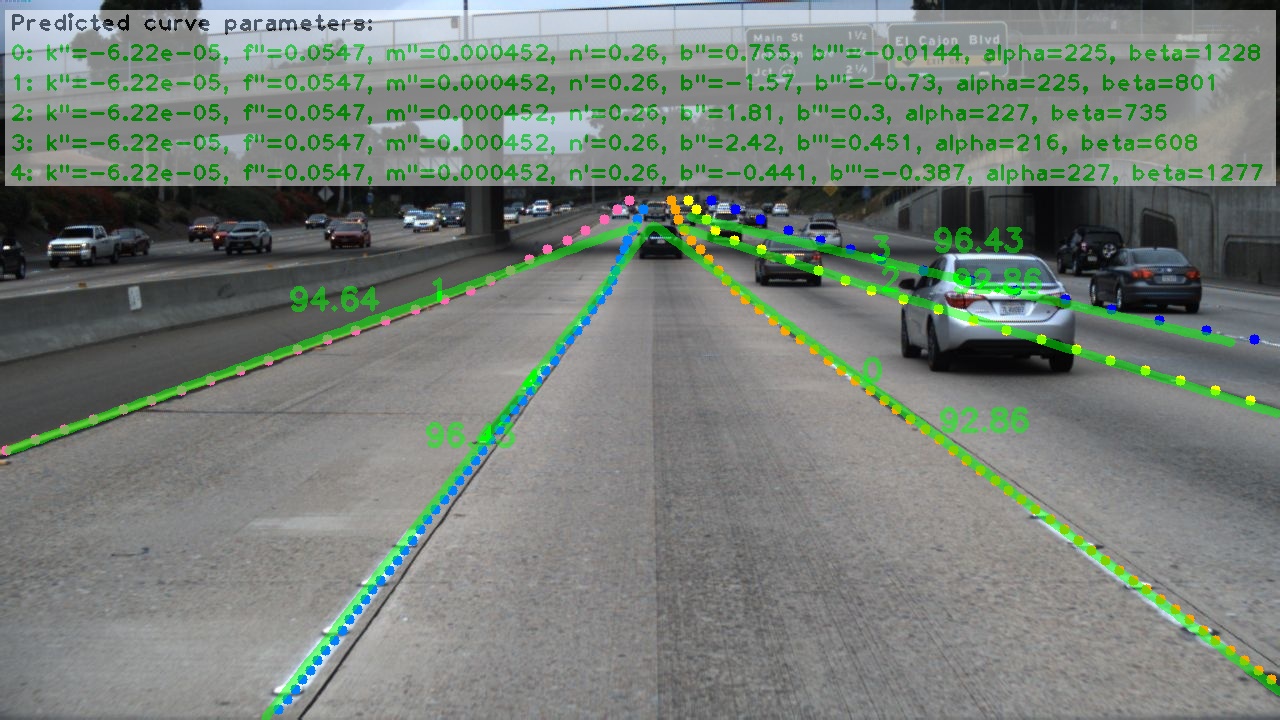 Predicted curve parameters:
0: k''=-6.22e-05, f''=0.0547, m''=0.000452, n'=0.26, b''=0.755, b'''=-0.0144, alpha=225, beta=1228
1: k''=-6.22e-05, f''=0.0547, m''=0.000452, n'=0.26, b''=-1.57, b'''=-0.73, alpha=225, beta=801
2: k''=-6.22e-05, f''=0.0547, m''=0.000452, n'=0.26, b''=1.81, b'''=0.3, alpha=227, beta=735
3: k''=-6.22e-05, f''=0.0547, m''=0.000452, n'=0.26, b''=2.42, b'''=0.451, alpha=216, beta=608
4: k''=-6.22e-05, f''=0.0547, m''=0.000452, n'=0.26, b''=-0.441, b'''=-0.387, alpha=227, beta=1277
Main St 1½
Jct 2¼
El Cajon Blvd
3 96.43
2 92.86
94.64 1
0
92.86
96.43